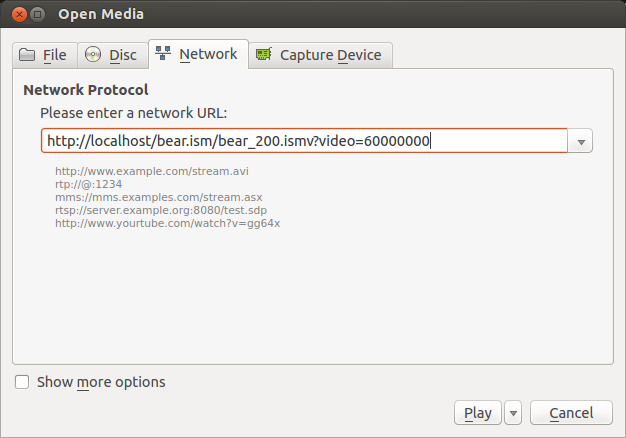 Open Media
File Disc Network Capture Device
Network Protocol
Please enter a network URL:
http://localhost/bear.ism/bear_200.ismv?video=60000000
http://www.example.com/stream.avi
rtp://@:1234
mms://mms.examples.com/stream.asx
rtsp://server.example.org:8080/test.sdp
http://www.yourtube.com/watch?v=gg64x
Show more options
Play Cancel